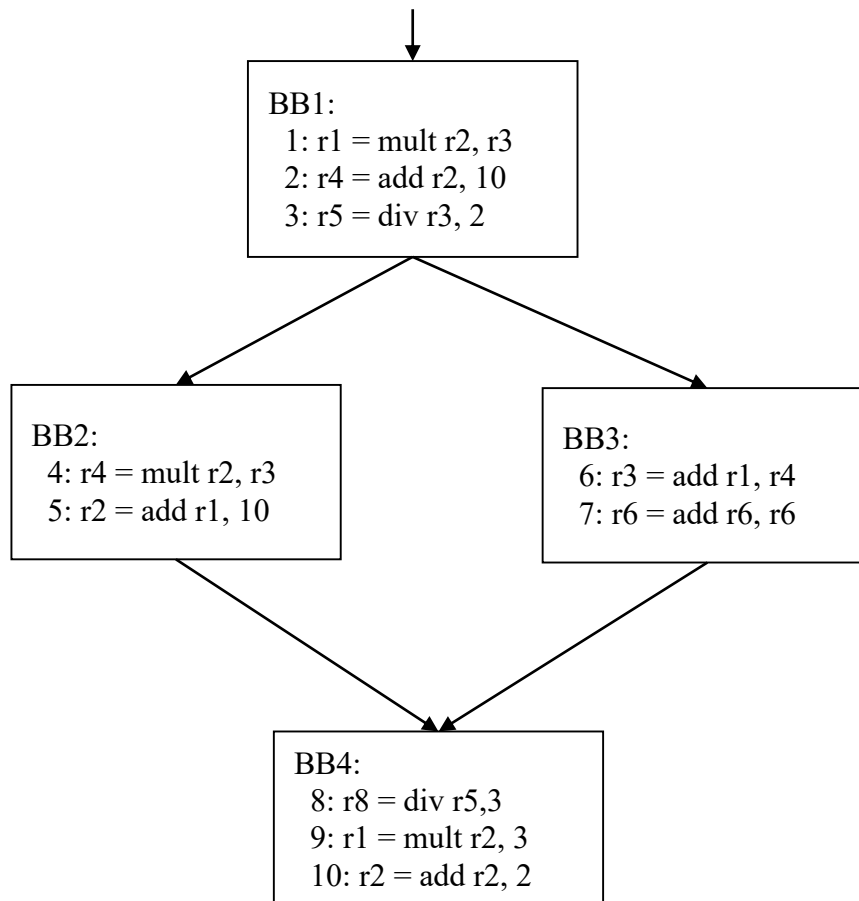 BB1:
1: r1 = mult r2, r3
2: r4 = add r2, 10
3: r5 = div r3, 2
BB2:
4: r4 = mult r2, r3
5: r2 = add r1, 10
BB3:
6: r3 = add r1, r4
7: r6 = add r6, r6
BB4:
8: r8 = div r5,3
9: r1 = mult r2, 3
10: r2 = add r2, 2